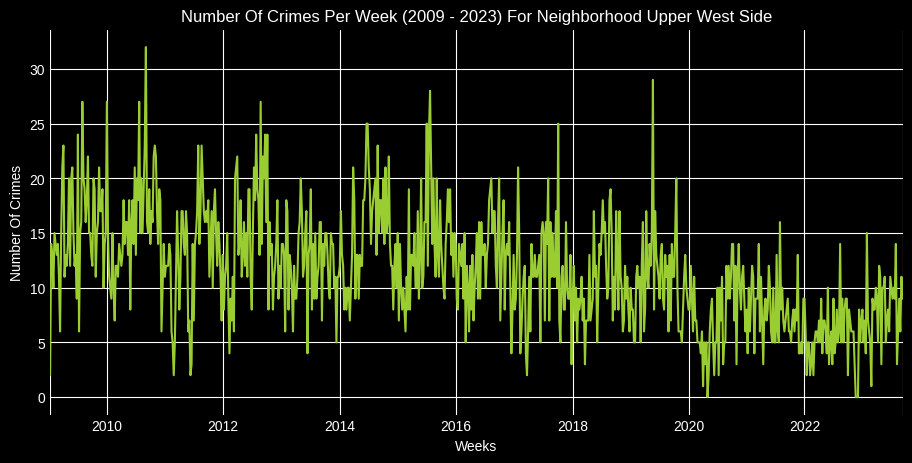 Number Of Crimes Per Week (2009 - 2023) For Neighborhood Upper West Side
Number Of Crimes
30
25
20
15
10
5
0
2010 2012 2014 2016 2018 2020 2022
Weeks